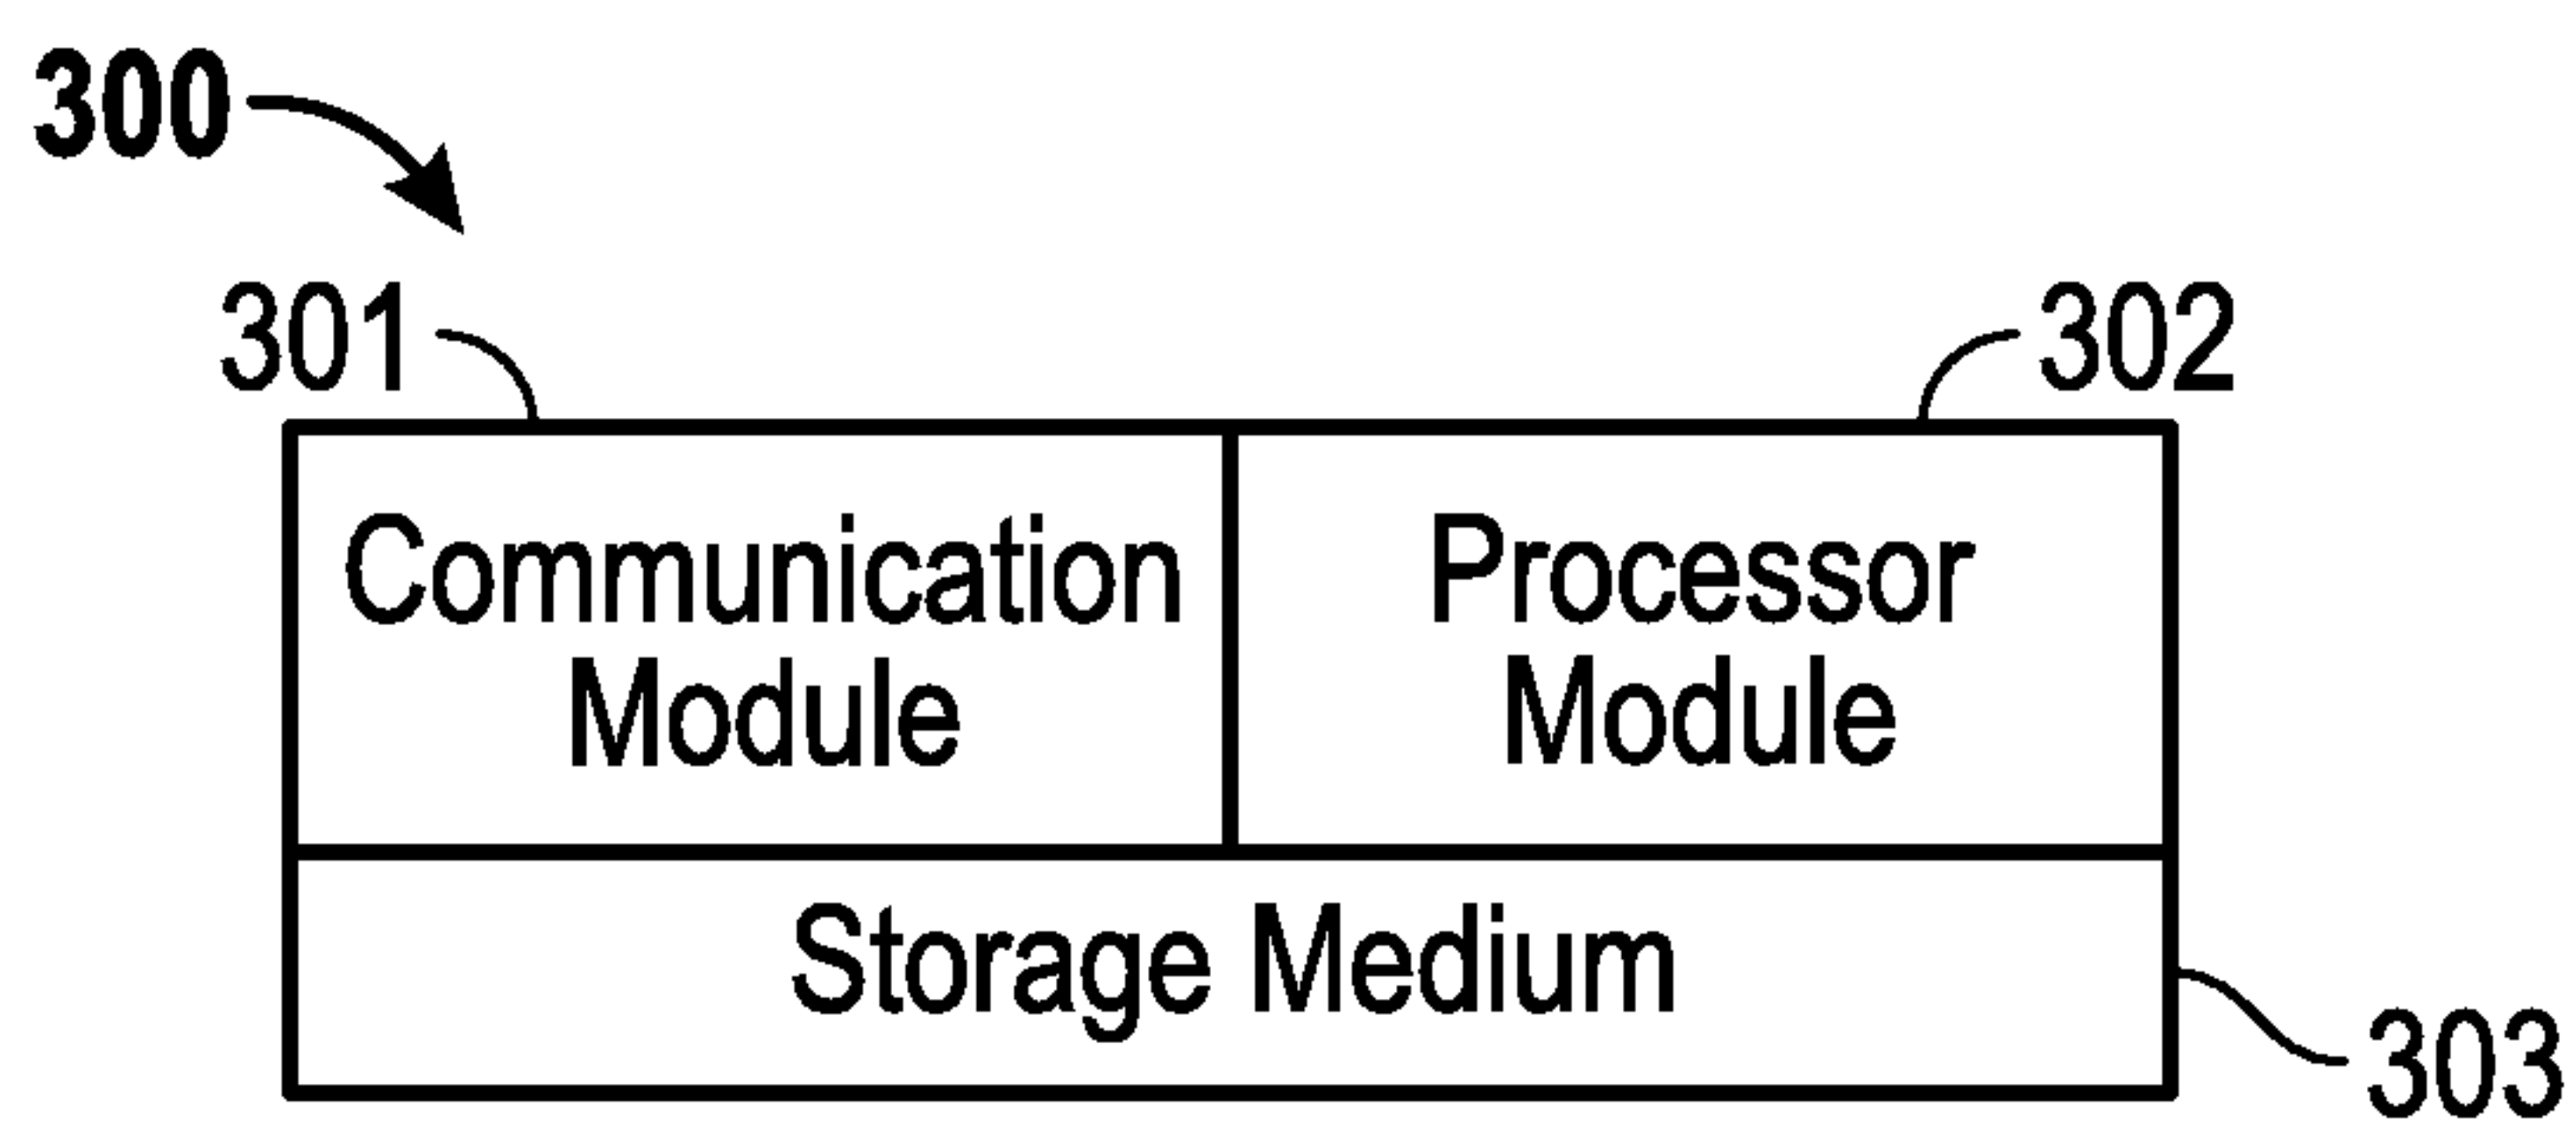 300
301
302
Communication
Module
Processor
Module
Storage Medium
303